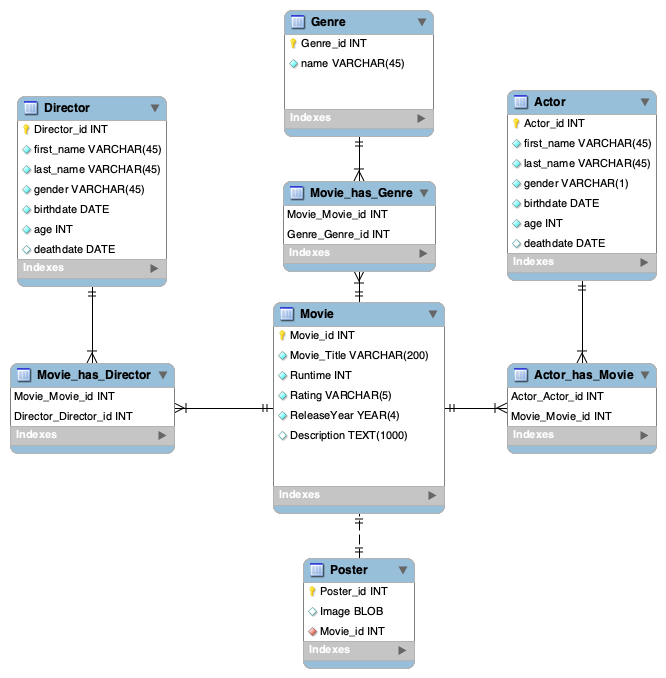 Genre
Genre_id INT
name VARCHAR(45)
Indexes
Director
Director_id INT
first_name VARCHAR(45)
last_name VARCHAR(45)
gender VARCHAR(45)
birthdate DATE
age INT
deathdate DATE
Indexes
Actor
Actor_id INT
first_name VARCHAR(45)
last_name VARCHAR(45)
gender VARCHAR(1)
birthdate DATE
age INT
deathdate DATE
Indexes
Movie_has_Genre
Movie_Movie_id INT
Genre_Genre_id INT
Indexes
Movie_has_Director
Movie_Movie_id INT
Director_Director_id INT
Indexes
Movie
Movie_id INT
Movie_Title VARCHAR(200)
Runtime INT
Rating VARCHAR(5)
ReleaseYear YEAR(4)
Description TEXT(1000)
Indexes
Actor_has_Movie
Actor_Actor_id INT
Movie_Movie_id INT
Indexes
Poster
Poster_id INT
Image BLOB
Movie_id INT
Indexes